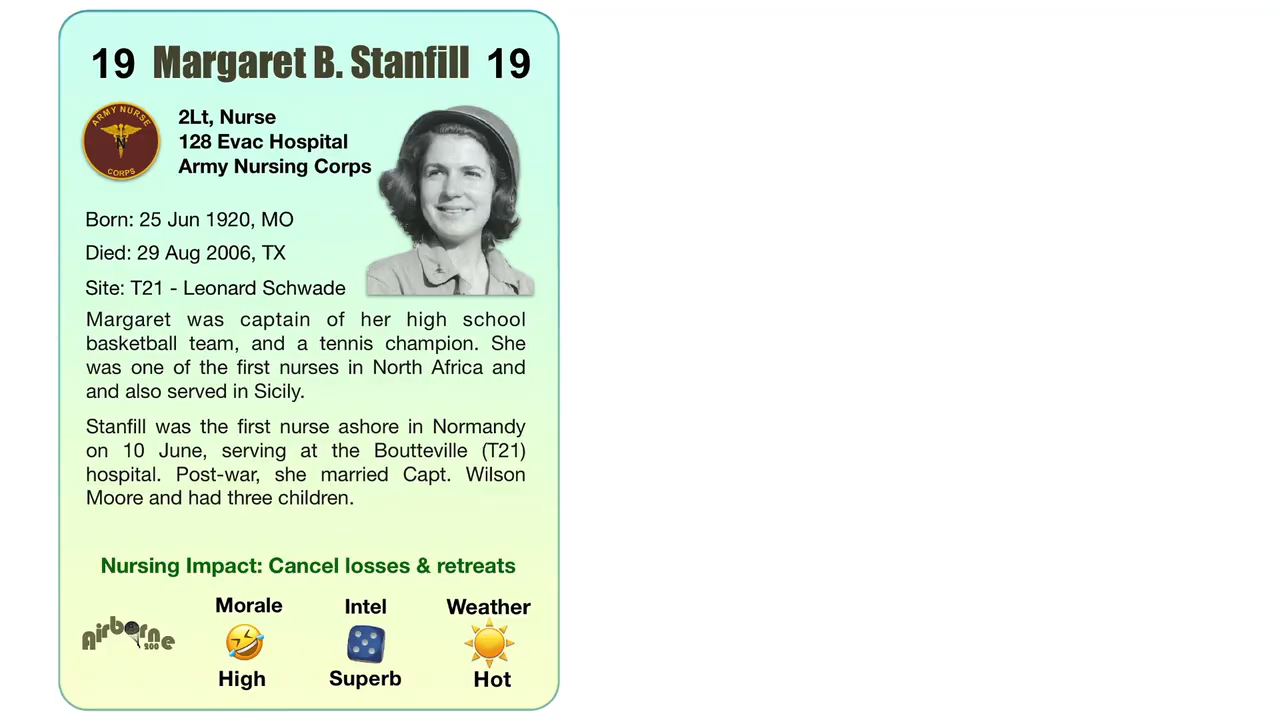 19 Margaret B. Stanfill 19
ARMY NURSE
N
CORPS
2Lt, Nurse
128 Evac Hospital
Army Nursing Corps
Born: 25 Jun 1920, MO
Died: 29 Aug 2006, TX
Site: T21 - Leonard Schwade
Margaret was captain of her high school
basketball team, and a tennis champion. She
was one of the first nurses in North Africa and
and also served in Sicily.
Stanfill was the first nurse ashore in Normandy
on 10 June, serving at the Boutteville (T21)
hospital. Post-war, she married Capt. Wilson
Moore and had three children.
Nursing Impact: Cancel losses & retreats
Morale Intel Weather
Airborne
200
High Superb Hot